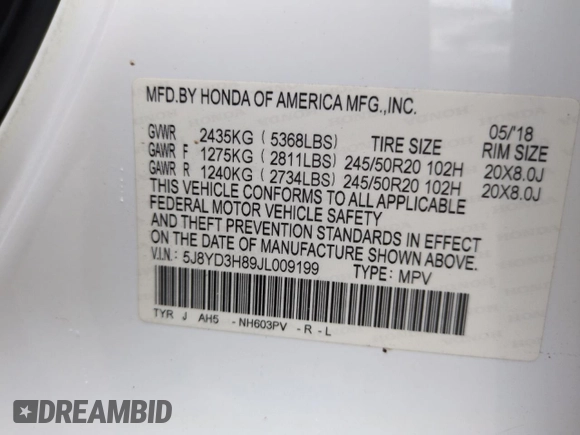 MFD.BY HONDA OF AMERICA MFG.,INC.
05/'18
GVWR 2435KG ( 5368LBS) TIRE SIZE RIM SIZE
GAWR F 1275KG ( 2811LBS) 245/50R20 102H 20X8.0J
GAWR R 1240KG ( 2734LBS) 245/50R20 102H 20X8.0J
THIS VEHICLE CONFORMS TO ALL APPLICABLE
FEDERAL MOTOR VEHICLE SAFETY
AND THEFT PREVENTION STANDARDS IN EFFECT
ON THE DATE OF MANUFACTURE SHOWN ABOVE.
V.I.N.: 5J8YD3H89JL009199 TYPE: MPV
TYR J AH5 -NH603PV -R-L
DREAMBID